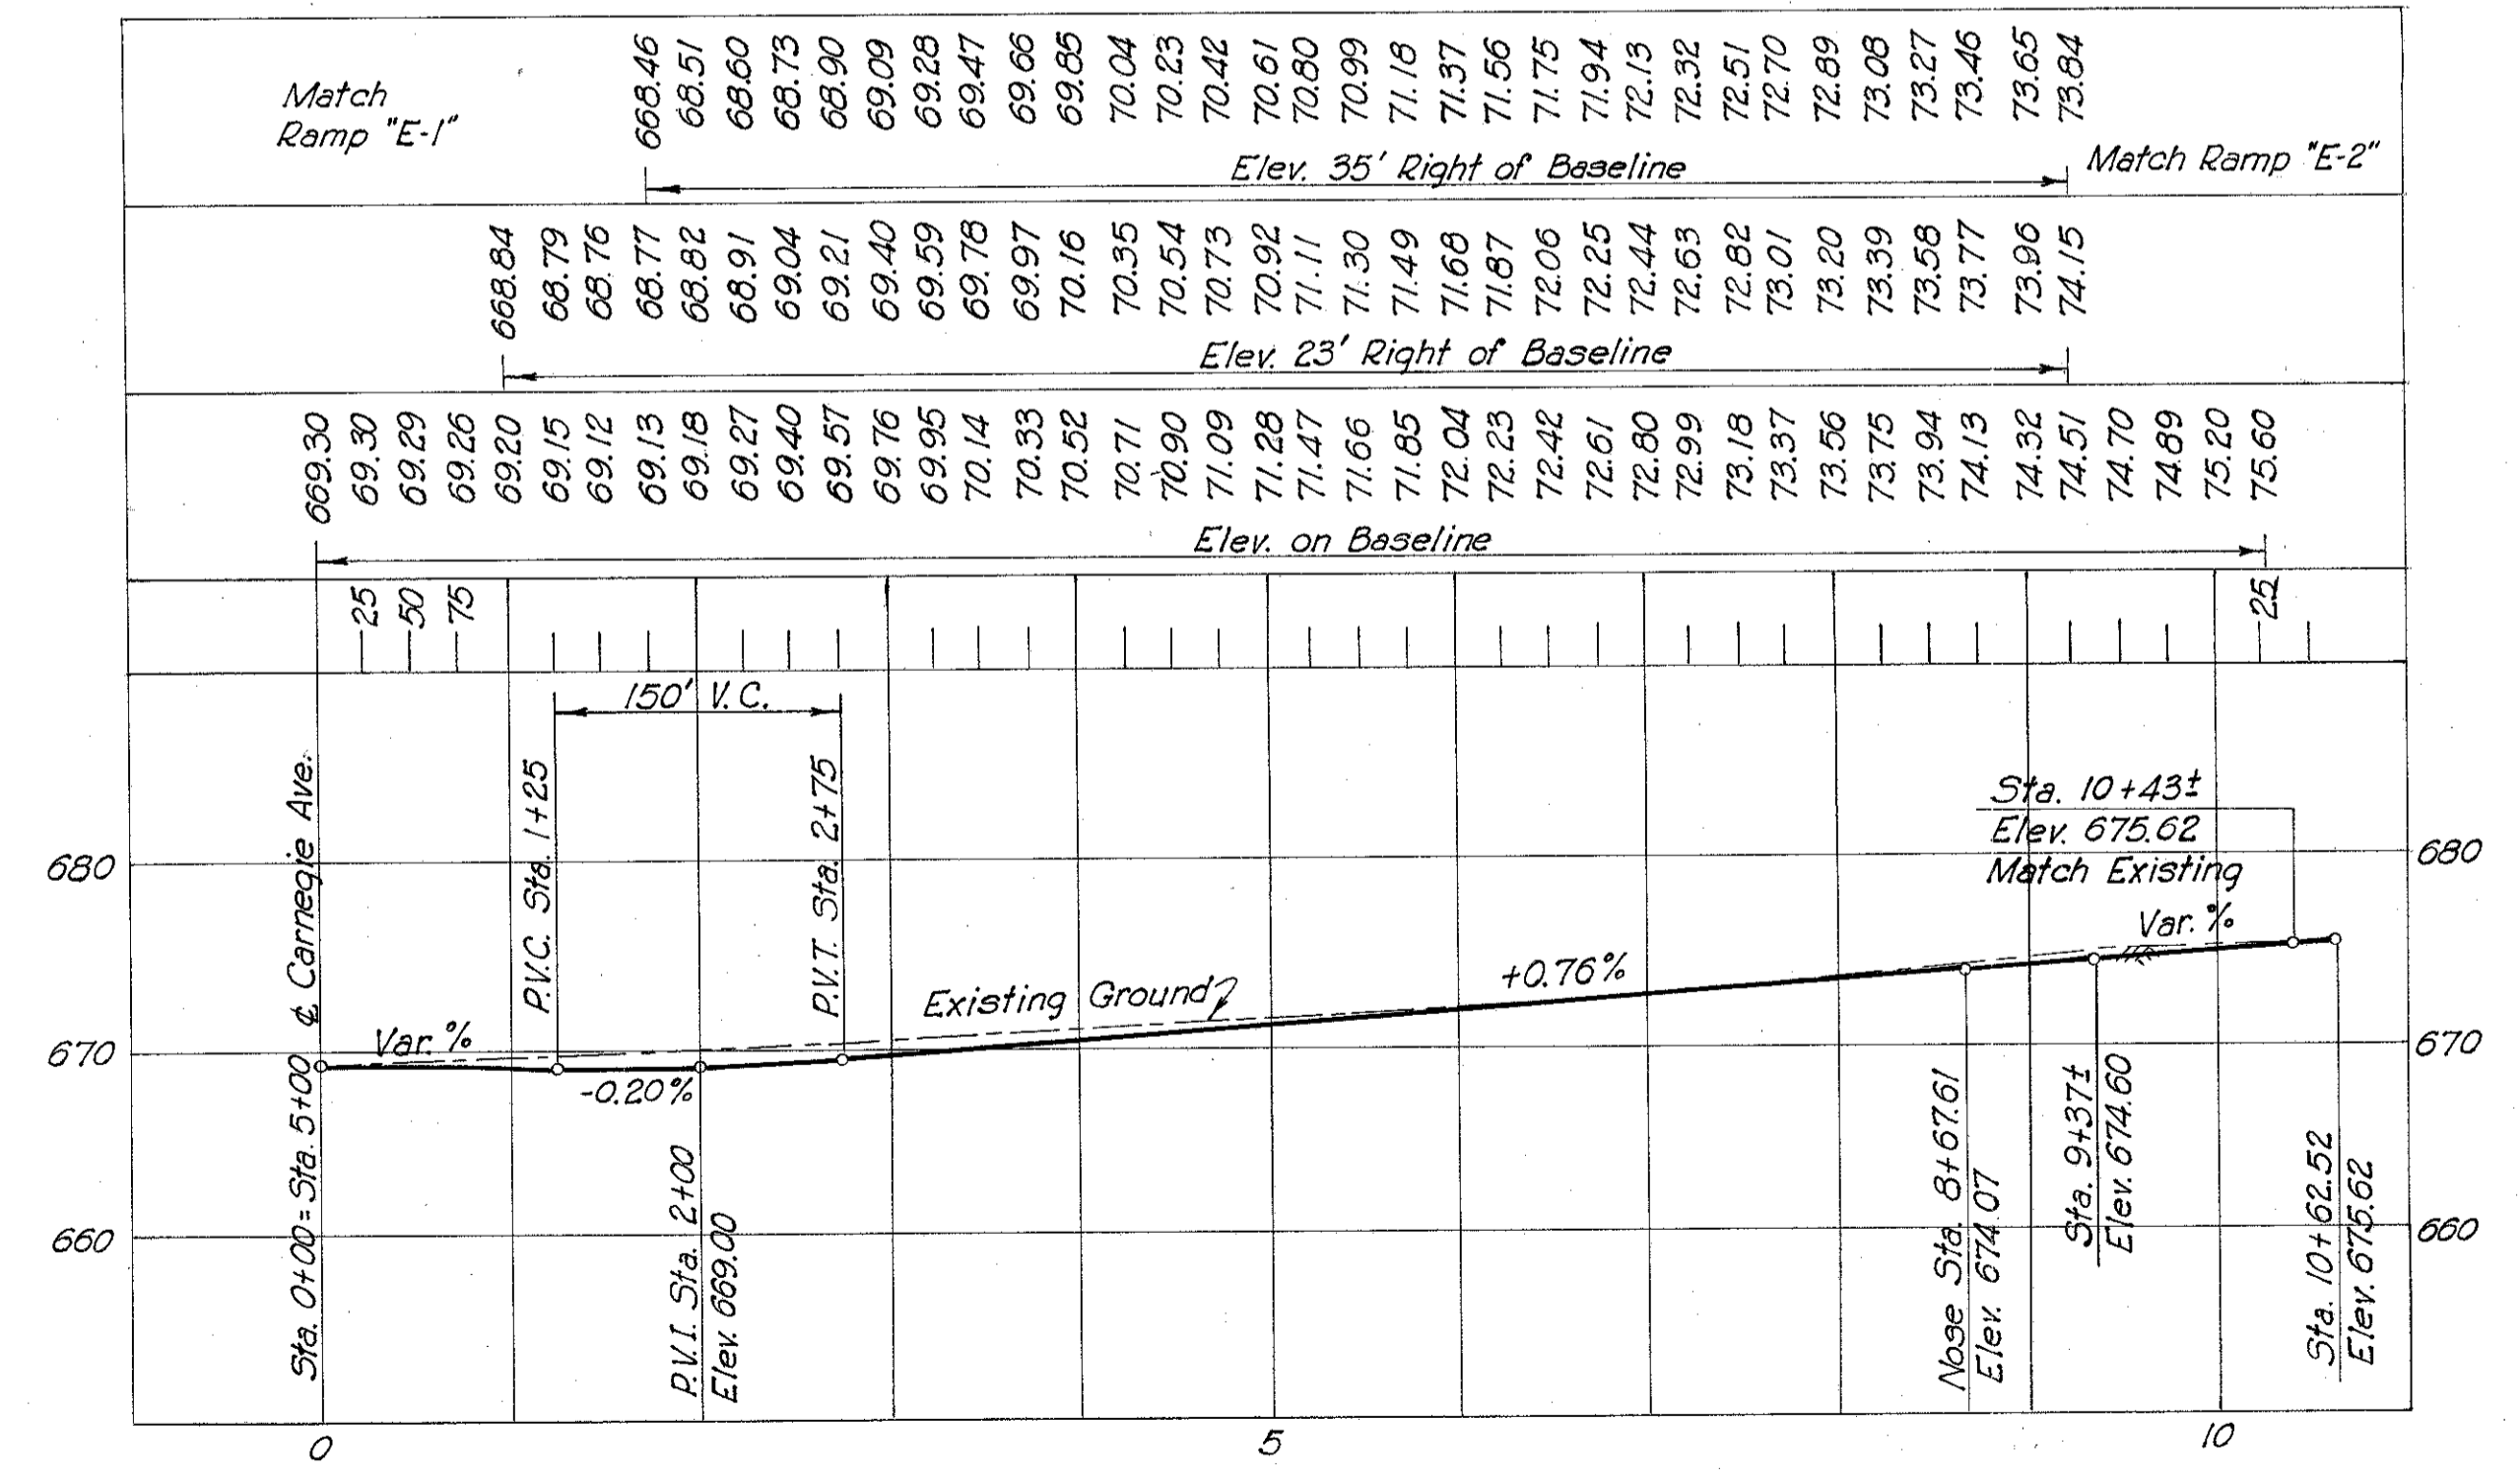 Match
Ramp "E-1"
668.46 68.51 68.60 68.73 68.90 69.09 69.28 69.47 69.66 69.85 70.04 70.23 70.42 70.61 70.80 70.99 71.18 71.37 71.56 71.75 71.94 72.13 72.32 72.51 72.70 72.89 73.08 73.27 73.46 73.65 73.84
Elev. 35' Right of Baseline
Match Ramp "E-2"
668.84 68.79 68.76 68.77 68.82 68.91 69.04 69.21 69.40 69.59 69.78 69.97 70.16 70.35 70.54 70.73 70.92 71.11 71.30 71.49 71.68 71.87 72.06 72.25 72.44 72.63 72.82 73.01 73.20 73.39 73.58 73.77 73.96 74.15
Elev. 23' Right of Baseline
669.30 69.30 69.29 69.26 69.20 69.15 69.12 69.13 69.18 69.27 69.40 69.57 69.76 69.95 70.14 70.33 70.52 70.71 70.90 71.09 71.28 71.47 71.66 71.85 72.04 72.23 72.42 72.61 72.80 72.99 73.18 73.37 73.56 73.75 73.94 74.13 74.32 74.51 74.70 74.89 75.20 75.60
Elev. on Baseline
25 50 75 25
150' V.C.
Sta. 0+00 = Sta. 5+00 ℄ Carnegie Ave.
P.V.C. Sta. 1+25
P.V.T. Sta. 2+75
Sta. 10+43±
Elev. 675.62
Match Existing
680 680
Var. %
+0.76%
Existing Ground
Var. %
670 670
-0.20%
P.V.I. Sta. 2+00
Elev. 669.00
Nose Sta. 8+67.61
Elev. 674.07
Sta. 9+37±
Elev. 674.60
Sta. 10+62.52
Elev. 675.62
660 660
0 5 10